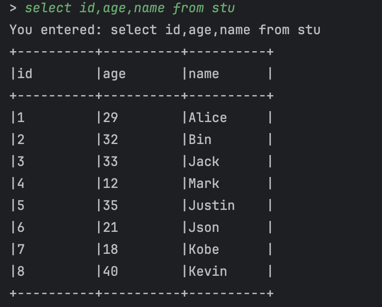 > select id,age,name from stu
You entered: select id,age,name from stu
+----------+----------+----------+
|id        |age       |name      |
+----------+----------+----------+
|1         |29        |Alice     |
|2         |32        |Bin       |
|3         |33        |Jack      |
|4         |12        |Mark      |
|5         |35        |Justin    |
|6         |21        |Json      |
|7         |18        |Kobe      |
|8         |40        |Kevin     |
+----------+----------+----------+